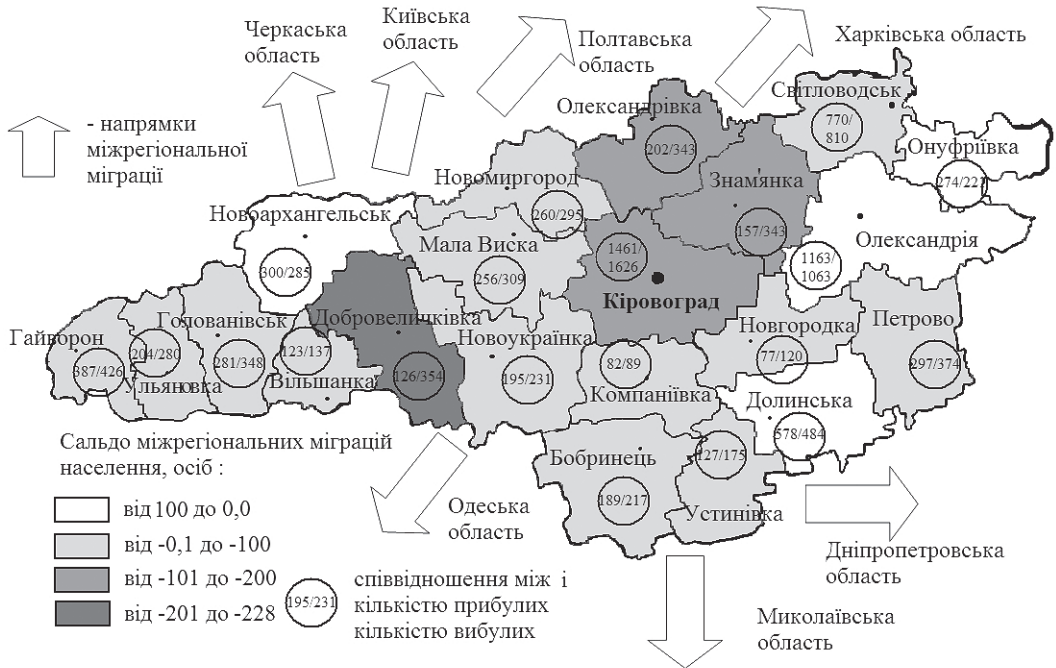 Черкаська
область
Київська
область
Полтавська
область
Харківська область
- напрямки
міжрегіональної
міграції
Світловодськ
770/
810
Олександрівка
202/343
Онуфріївка
274/221
Знам'янка
157/343
Новомиргород
260/295
Новоархангельськ
300/285
Мала Виска
256/309
1461/
1626
Кіровоград
Олександрія
1163/
1063
Гайворон
387/426
204/280
Ульяновка
Голованівськ
281/348
123/137
Вільшанка
Добровеличківка
126/354
Новоукраїнка
195/231
82/89
Компаніївка
Новгородка
77/120
Петрово
297/374
Долинська
578/484
Бобринець
189/217
127/175
Устинівка
Сальдо міжрегіональних міграцій
населення, осіб :
від 100 до 0,0
від -0,1 до -100
від -101 до -200
від -201 до -228
195/231
співвідношення між і
кількістю прибулих
кількістю вибулих
Одеська
область
Дніпропетровська
область
Миколаївська
область